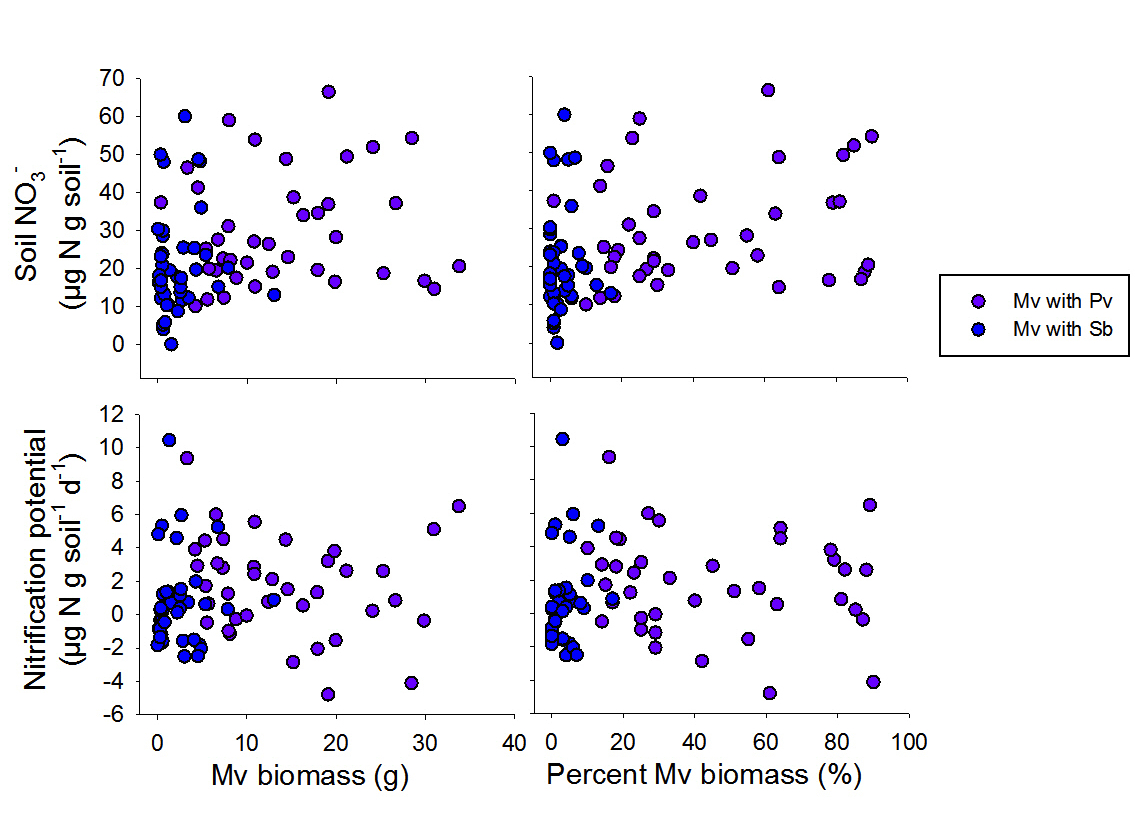 Soil NO₃⁻
(µg N g soil⁻¹)
70
60
50
40
30
20
10
0
Mv with Pv
Mv with Sb
Nitrification potential
(µg N g soil⁻¹ d⁻¹)
12
10
8
6
4
2
0
-2
-4
-6
0 10 20 30 40
0 20 40 60 80 100
Mv biomass (g)
Percent Mv biomass (%)